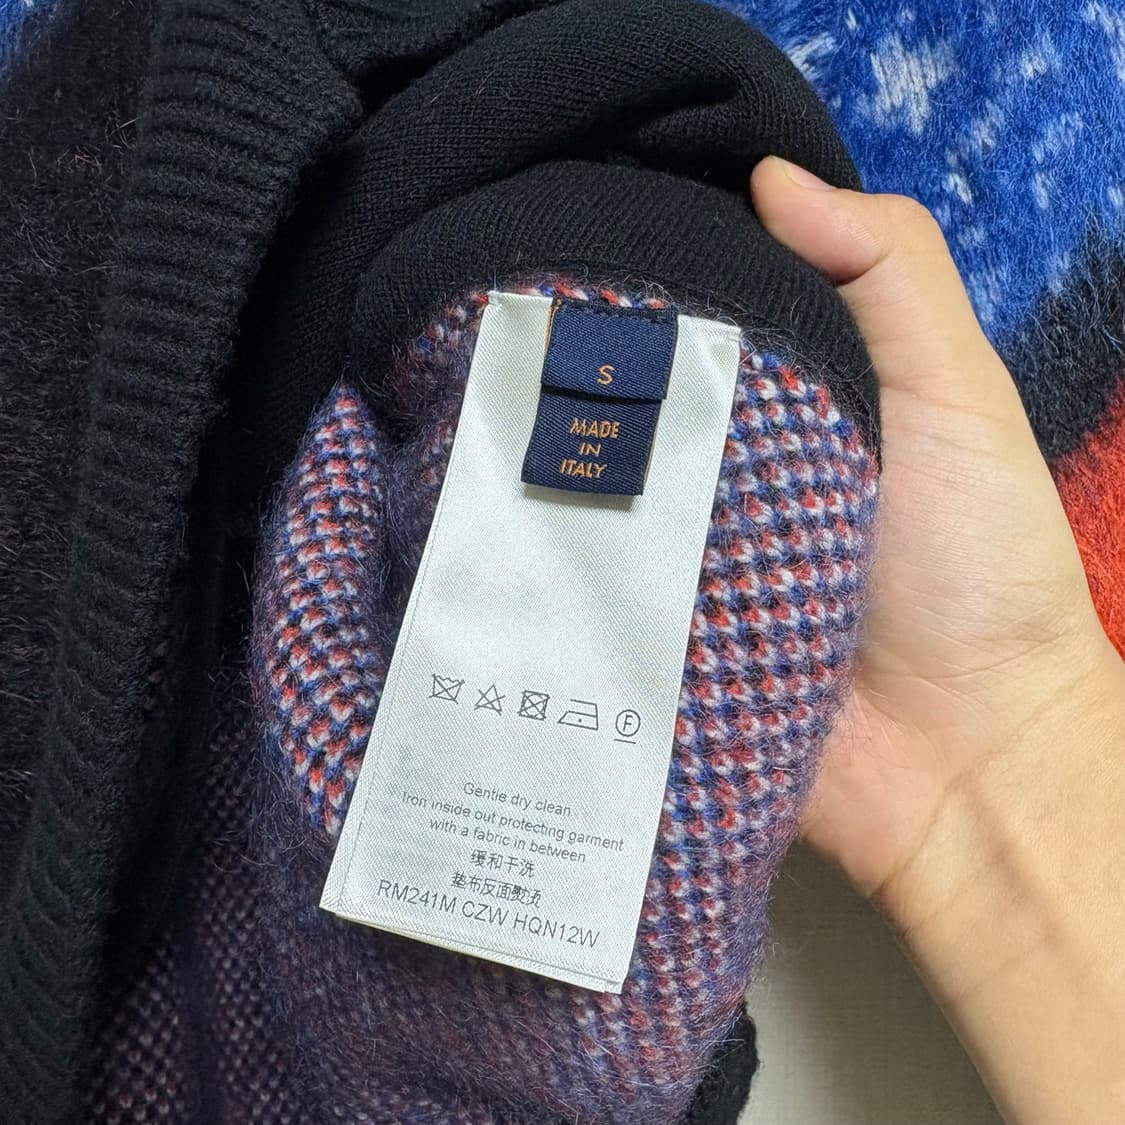 S
MADE
IN
ITALY
F
Gentle dry clean
Iron inside out protecting garment
with a fabric in between
缓和干洗
垫布反面熨烫
RM241M CZW HQN12W